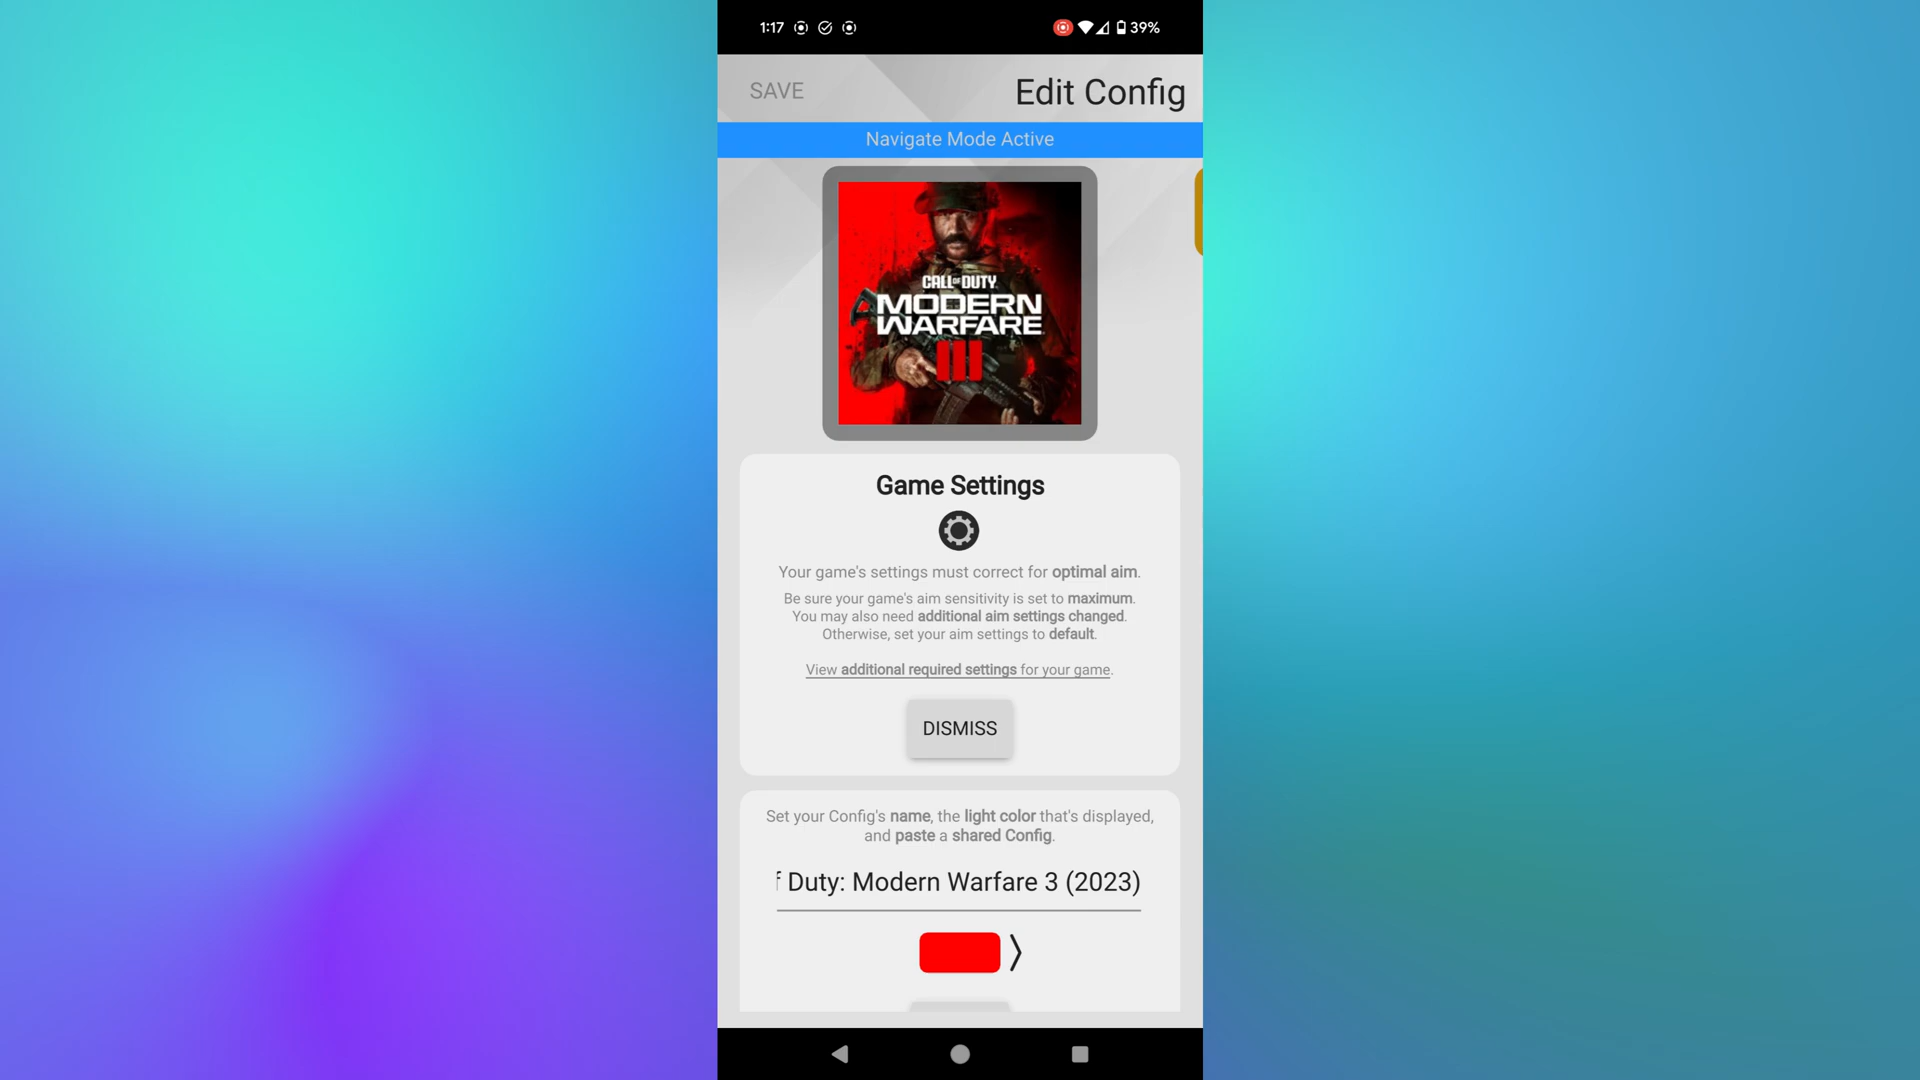 1:17
39%
SAVE
Edit Config
Navigate Mode Active
CALL OF DUTY
MODERN
WARFARE
III
Game Settings
Your game's settings must correct for optimal aim.
Be sure your game's aim sensitivity is set to maximum.
You may also need additional aim settings changed.
Otherwise, set your aim settings to default.
View additional required settings for your game.
DISMISS
Set your Config's name, the light color that's displayed,
and paste a shared Config.
f Duty: Modern Warfare 3 (2023)